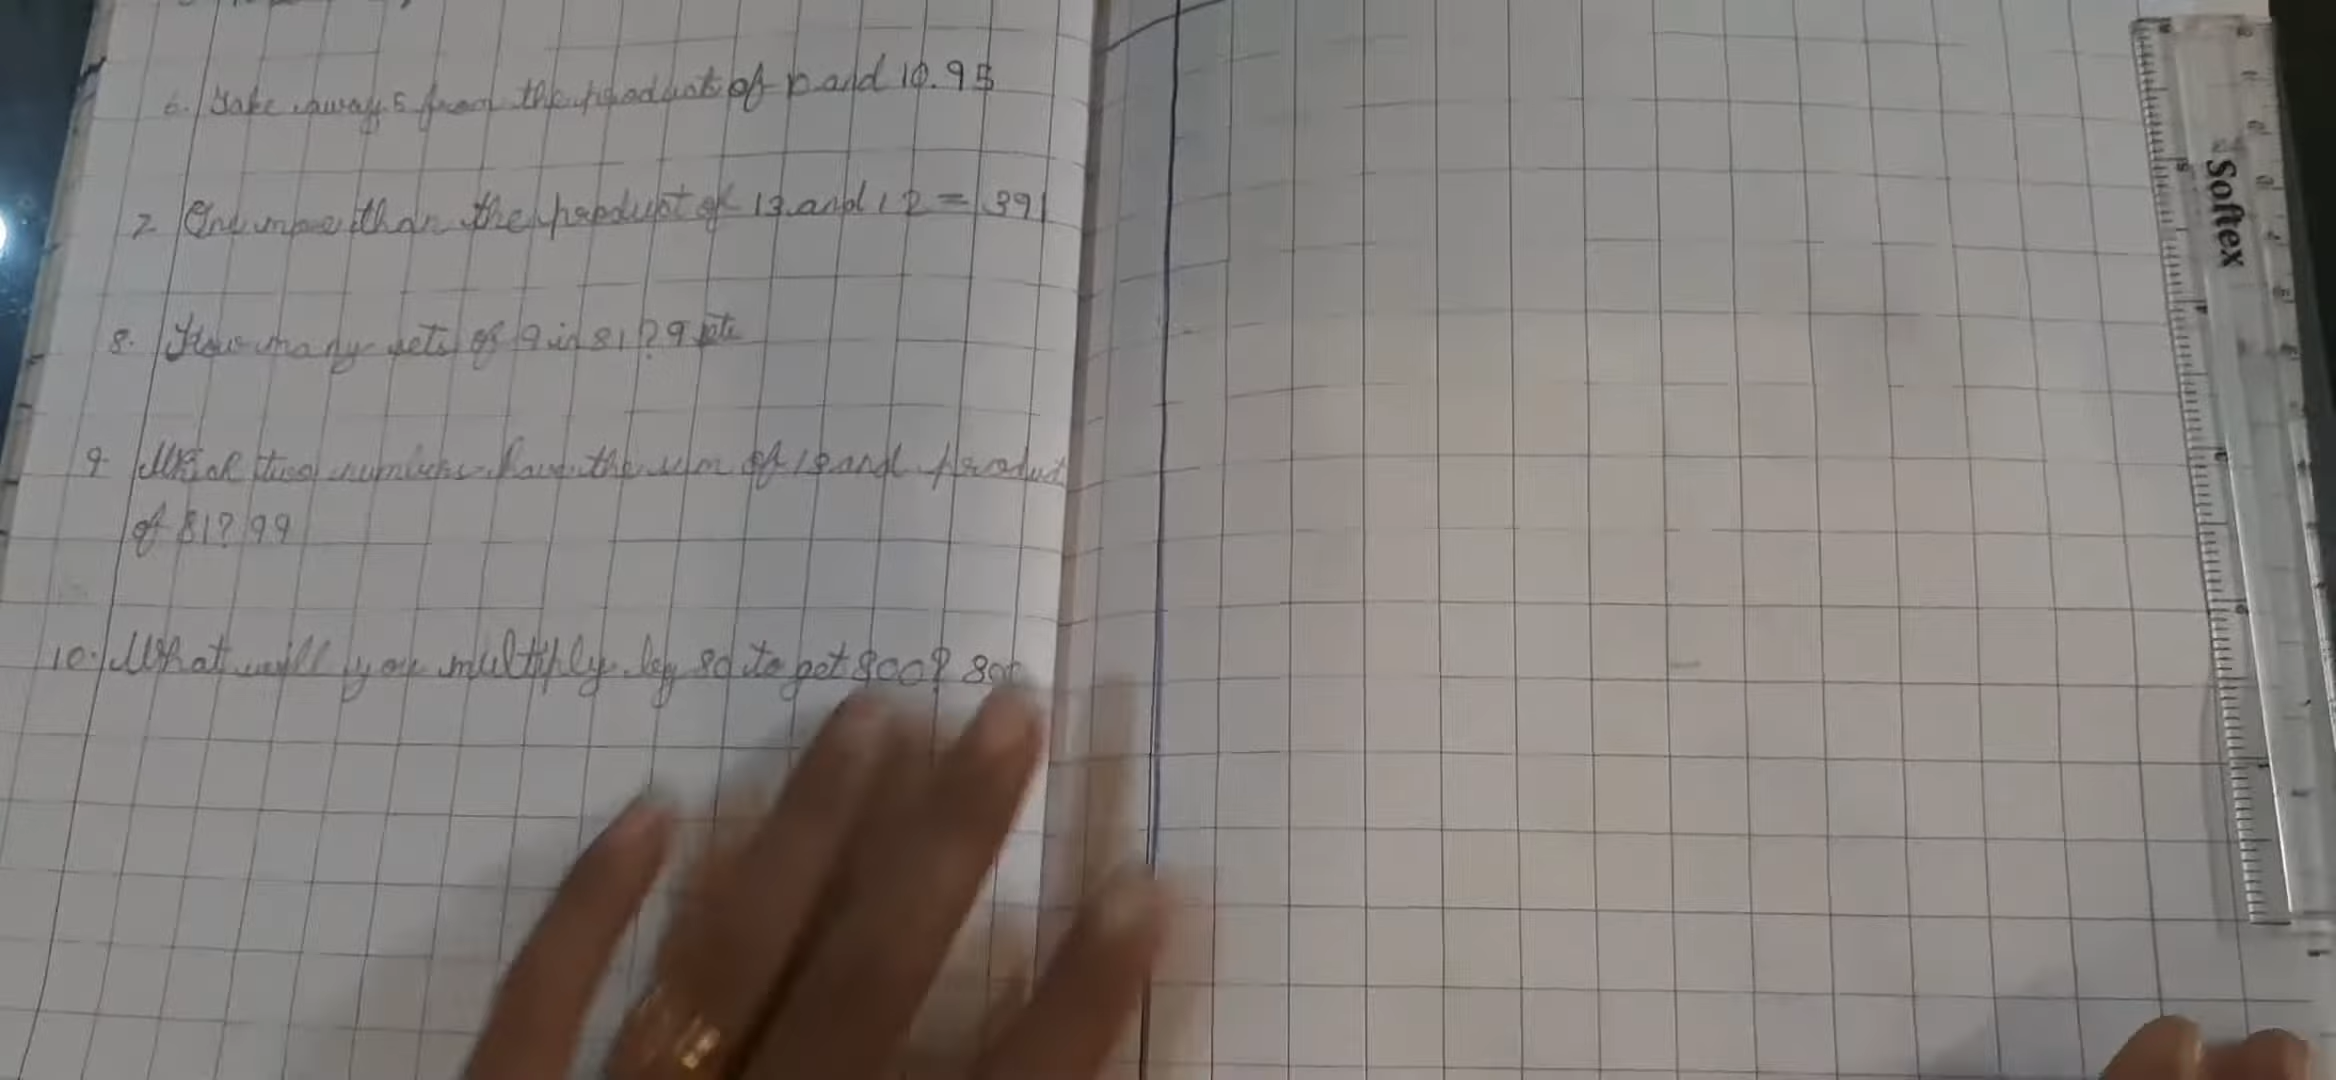 6. Take away 5 from the product of p and 10. 95
7. One more than the product of 13 and 12 = 391
8. How many sets of 9 in 81? 9
9. What two numbers have the sum of 18 and product
of 81? 99
10. What will you multiply by 80 to get 800?
Softex